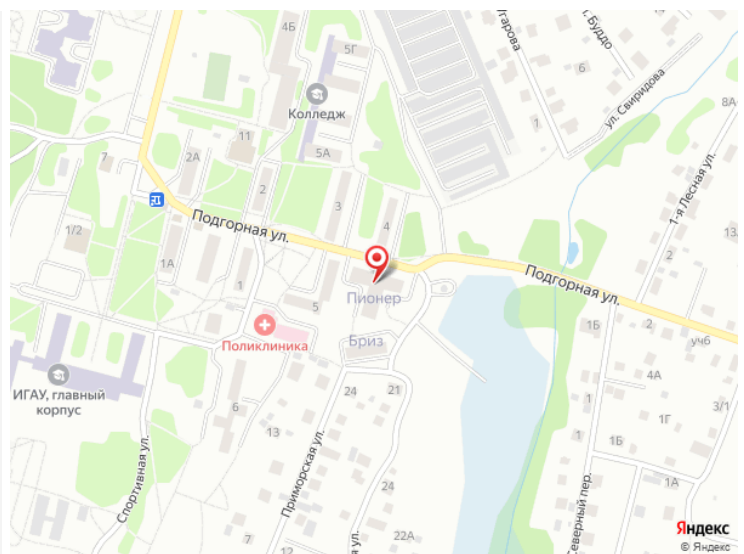 4Б
5Г
Колледж
11
5А
7
2А
2
3
4
1/2
Подгорная ул.
1А
1
5
Пионер
Бриз
Поликлиника
ИГАУ, главный
корпус
Спортивная ул.
6
13
24
21
Приморская ул.
24
22А
7
12
ул.
Буддо
6
1
ул. Свиридова
8А
1-я Лесная ул.
Подгорная ул.
2
1Б
уч6
4А
1
1Г
3/1
1Б
1А
9
Яндекс
© Яндекс